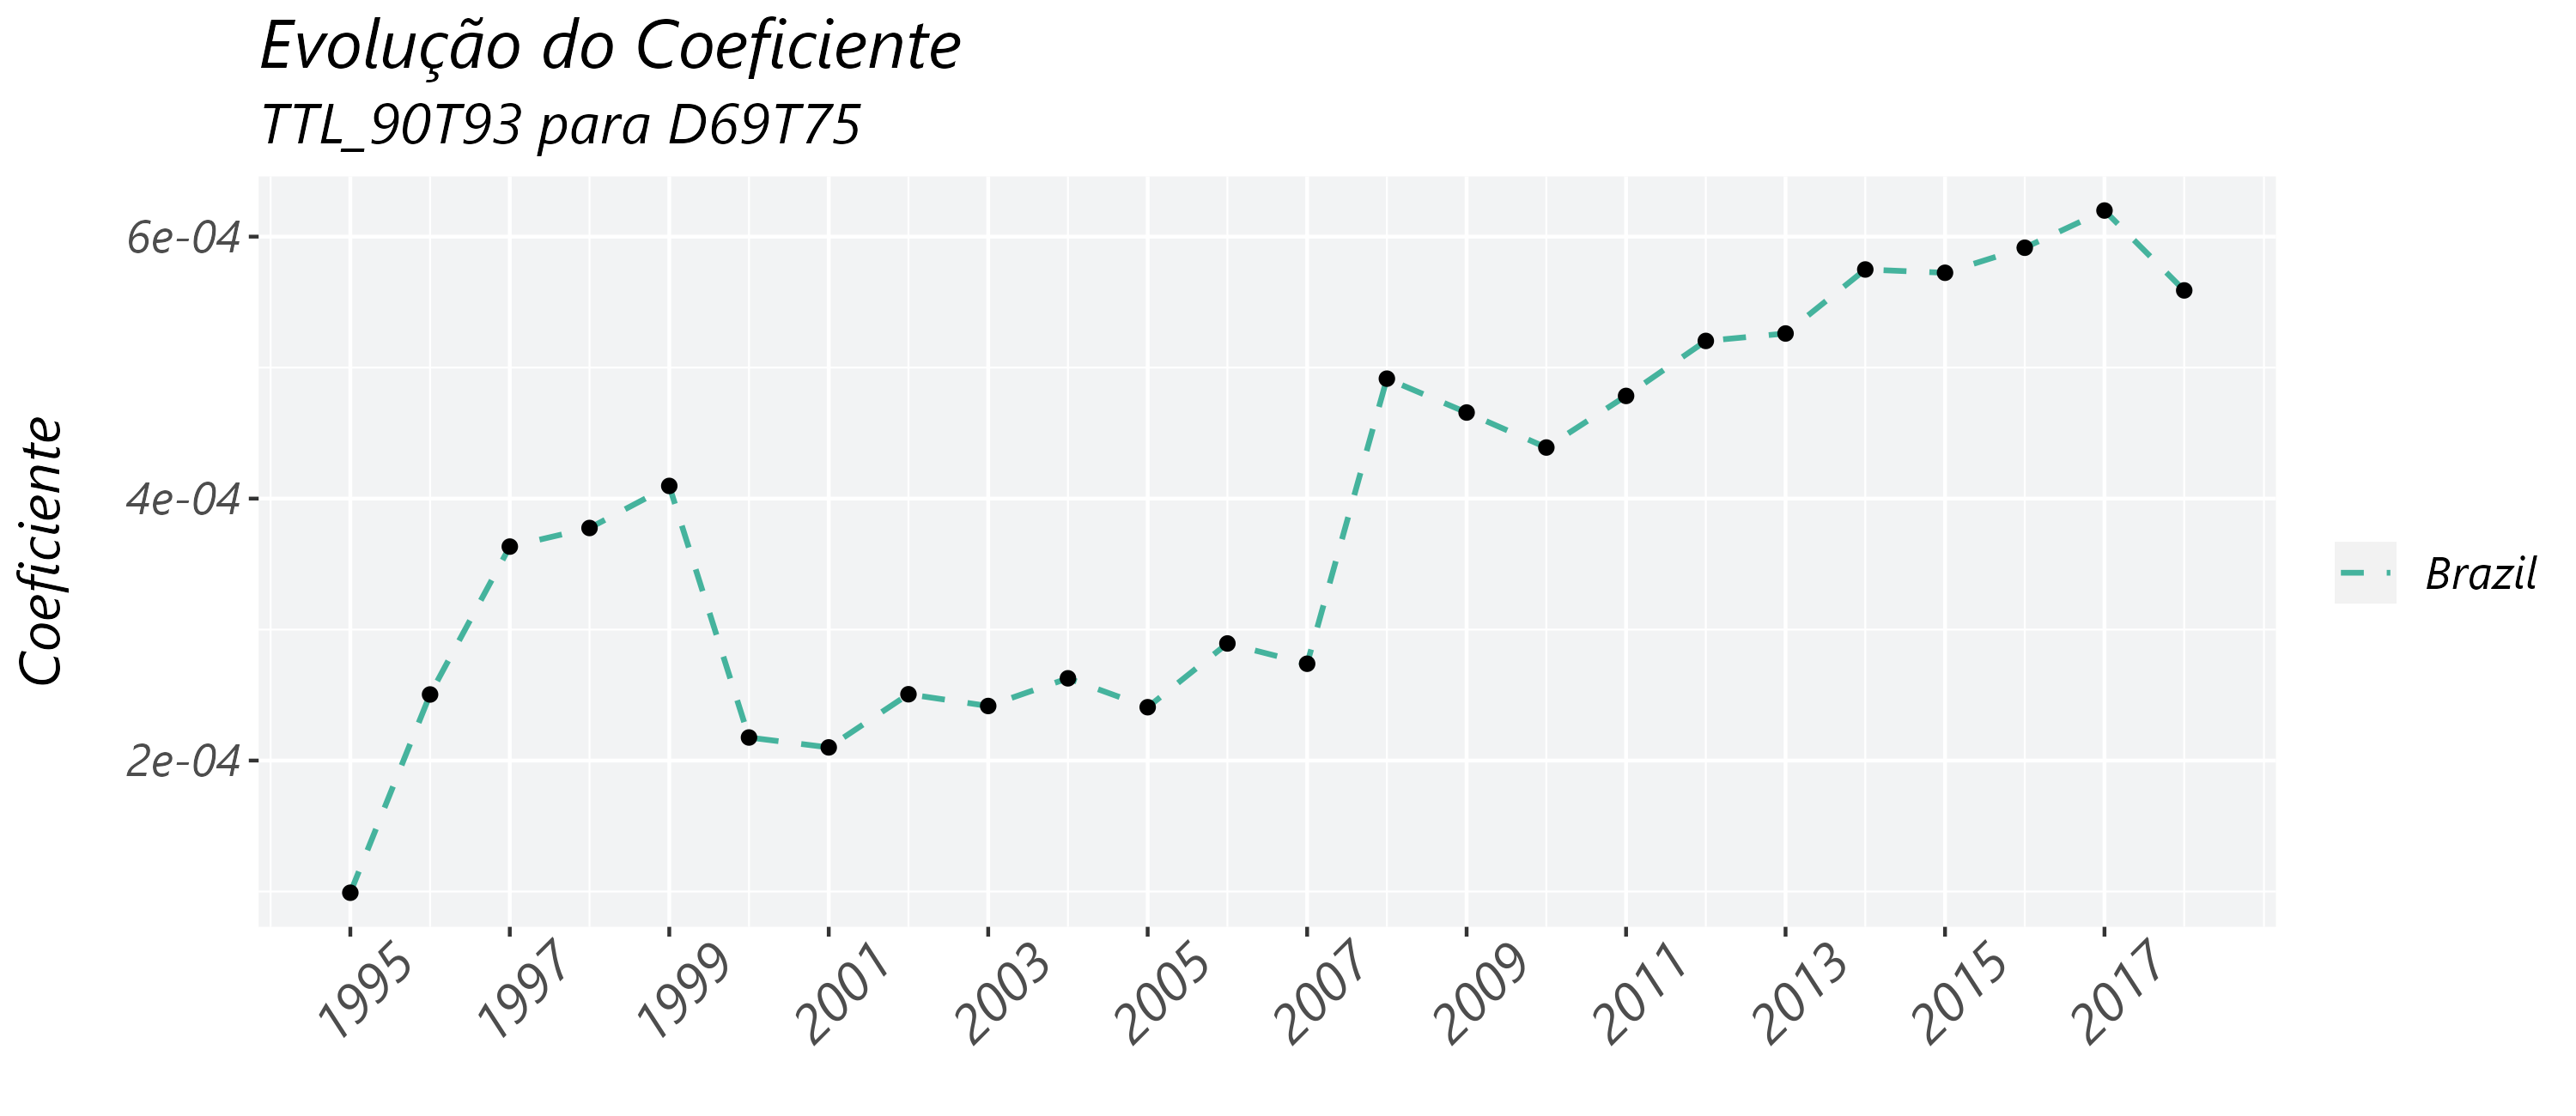 Evolução do Coeficiente
TTL_90T93 para D69T75
Coeficiente
6e-04
4e-04
2e-04
1995
1997
1999
2001
2003
2005
2007
2009
2011
2013
2015
2017
Brazil